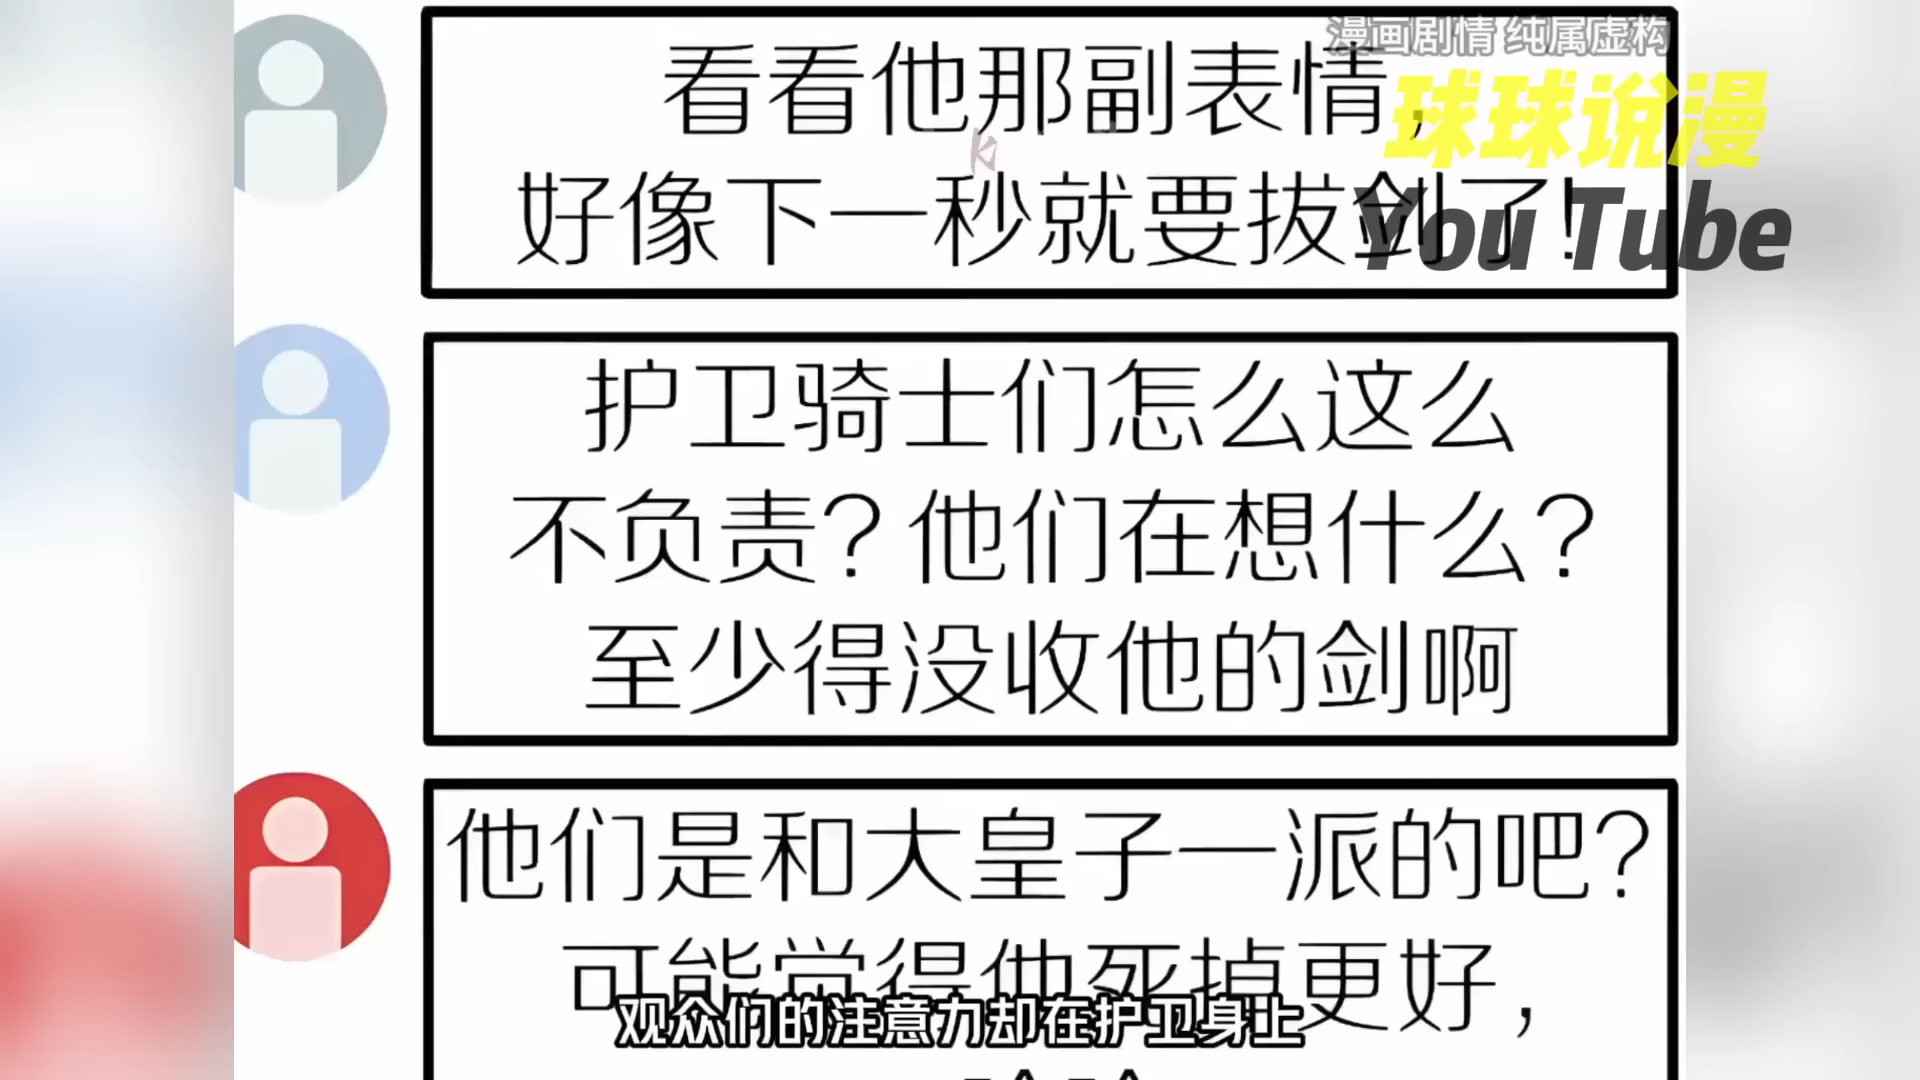 漫画剧情 纯属虚构
球球说漫
You Tube
看看他那副表情，
好像下一秒就要拔剑了！
护卫骑士们怎么这么
不负责？他们在想什么？
至少得没收他的剑啊
他们是和大皇子一派的吧？
可能觉得他死掉更好，
观众们的注意力却在护卫身上